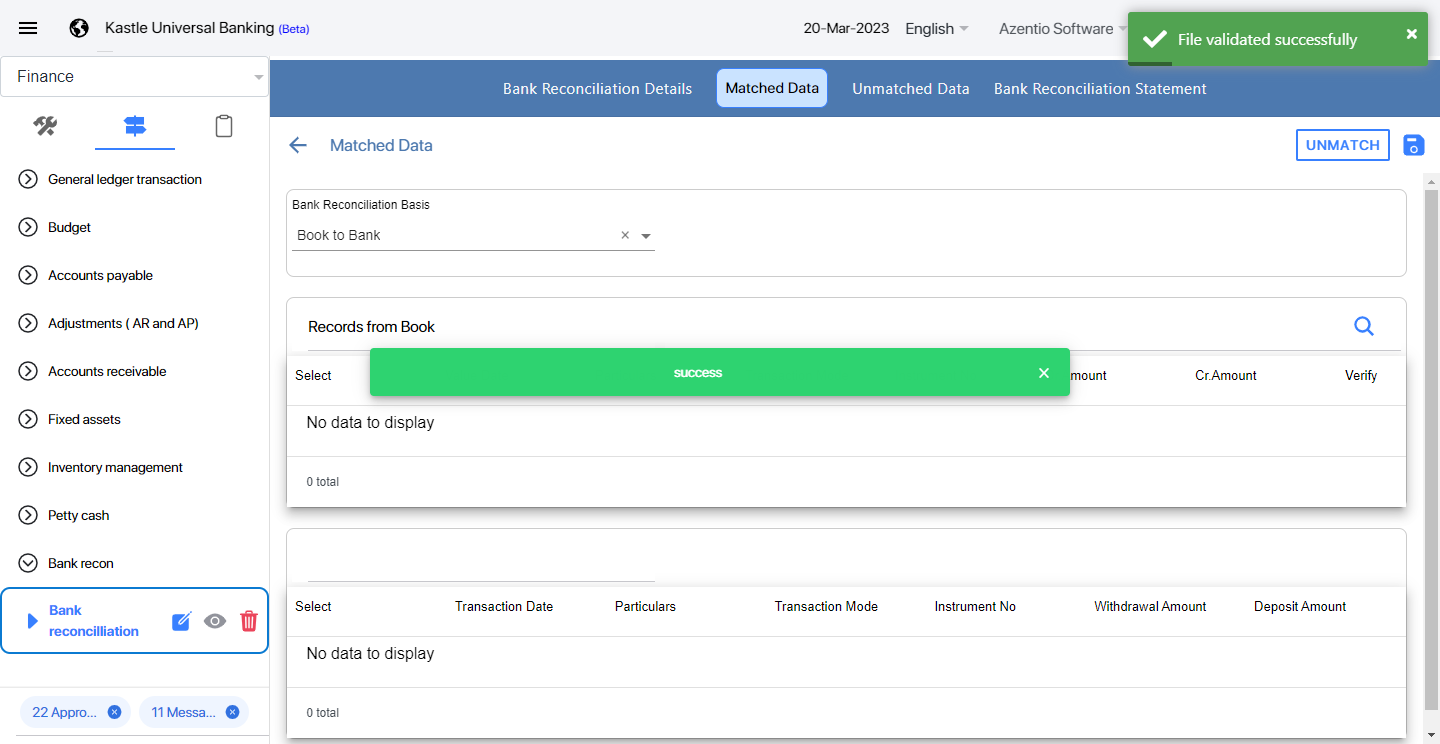 Kastle Universal Banking (Beta)
20-Mar-2023
English
Azentio Software
File validated successfully
Finance
Bank Reconciliation Details
Matched Data
Unmatched Data
Bank Reconciliation Statement
Matched Data
UNMATCH
General ledger transaction
Budget
Accounts payable
Adjustments ( AR and AP)
Accounts receivable
Fixed assets
Inventory management
Petty cash
Bank recon
Bank
reconcilliation
22 Appro...
11 Messa...
Bank Reconciliation Basis
Book to Bank
Records from Book
success
Select
mount
Cr.Amount
Verify
No data to display
0 total
Select
Transaction Date
Particulars
Transaction Mode
Instrument No
Withdrawal Amount
Deposit Amount
No data to display
0 total